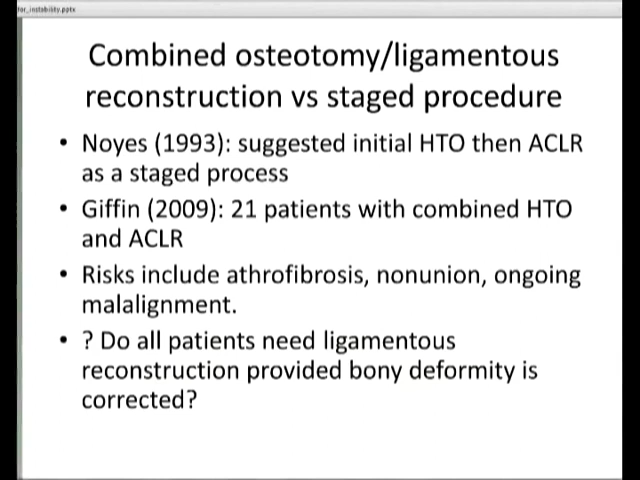 for_instability.pptx
Combined osteotomy/ligamentous
reconstruction vs staged procedure
• Noyes (1993): suggested initial HTO then ACLR
as a staged process
• Giffin (2009): 21 patients with combined HTO
and ACLR
• Risks include athrofibrosis, nonunion, ongoing
malalignment.
• ? Do all patients need ligamentous
reconstruction provided bony deformity is
corrected?